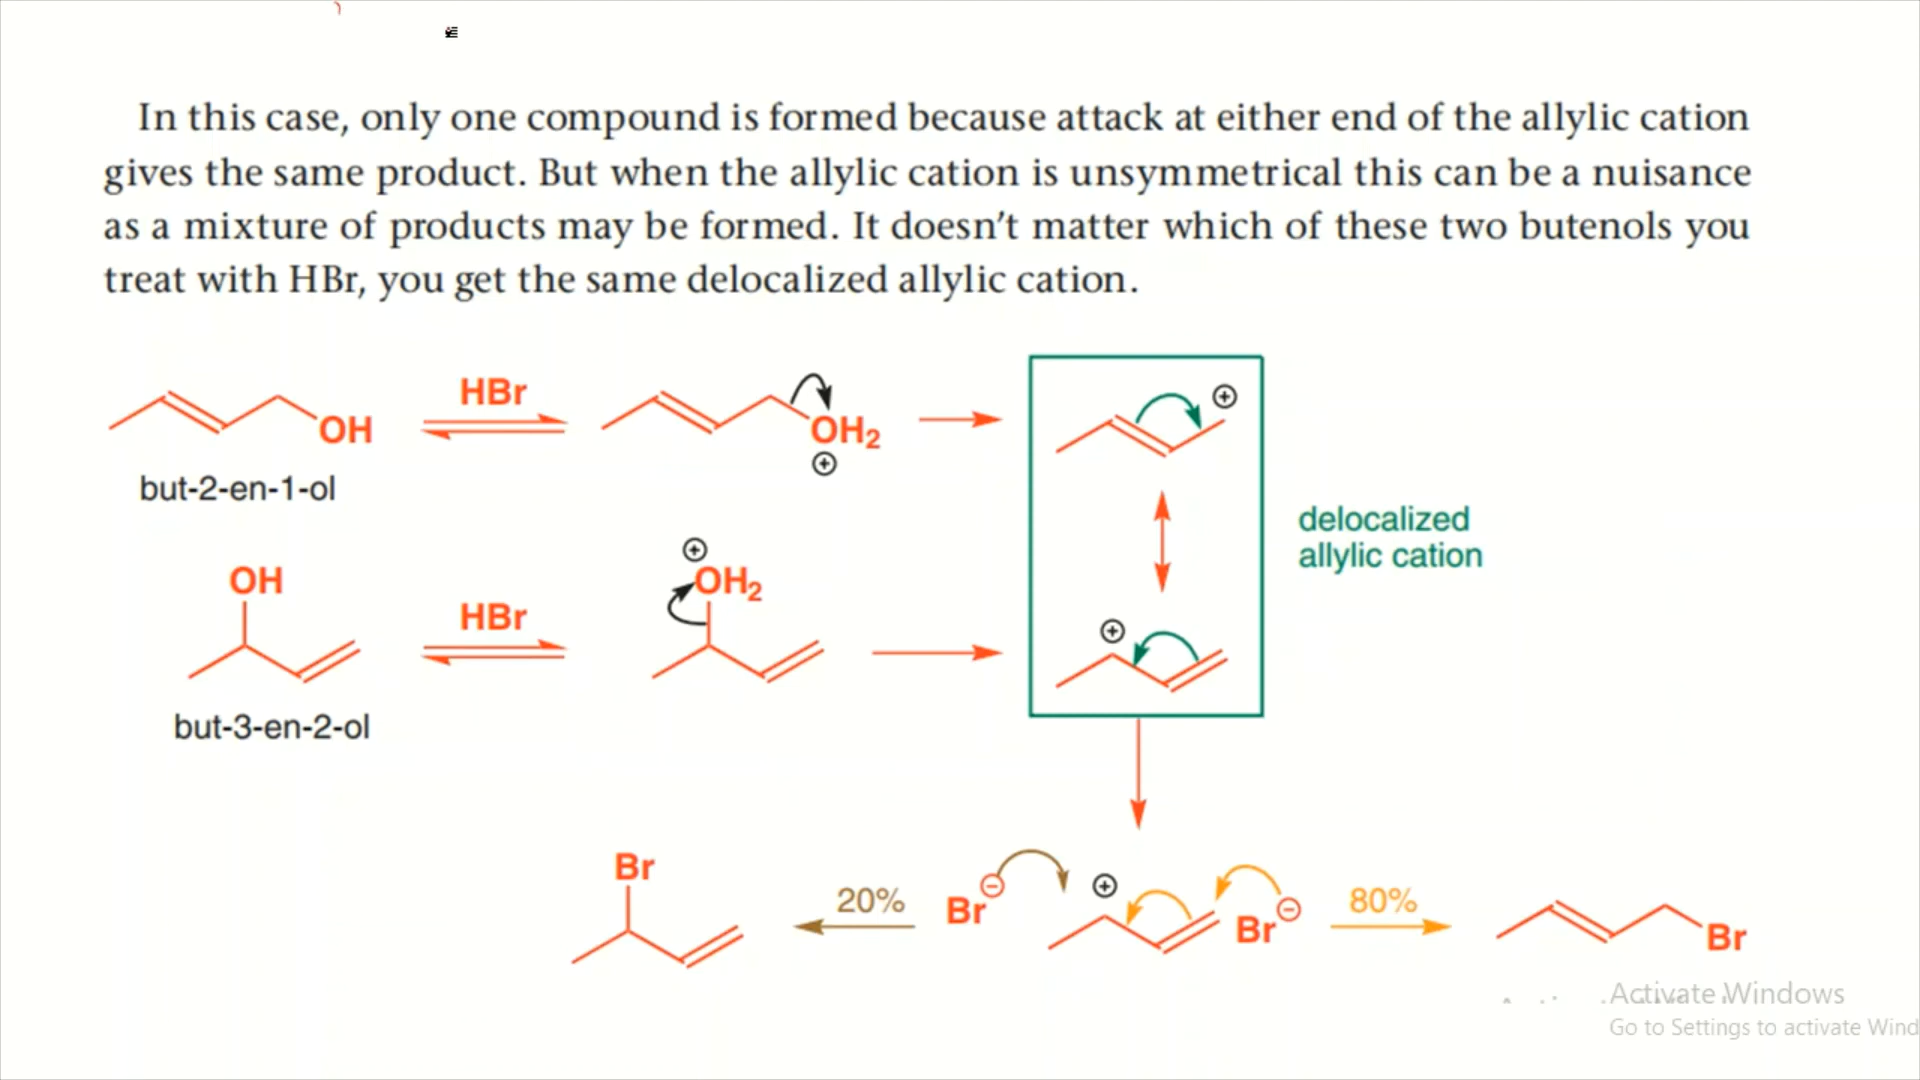 In this case, only one compound is formed because attack at either end of the allylic cation
gives the same product. But when the allylic cation is unsymmetrical this can be a nuisance
as a mixture of products may be formed. It doesn't matter which of these two butenols you
treat with HBr, you get the same delocalized allylic cation.
OH
HBr
OH2
⊕
⊕
but-2-en-1-ol
delocalized
allylic cation
OH
HBr
⊕
OH2
⊕
but-3-en-2-ol
Br
20%
Br⊖
⊕
Br⊖
80%
Br
Activate Windows
Go to Settings to activate Wind